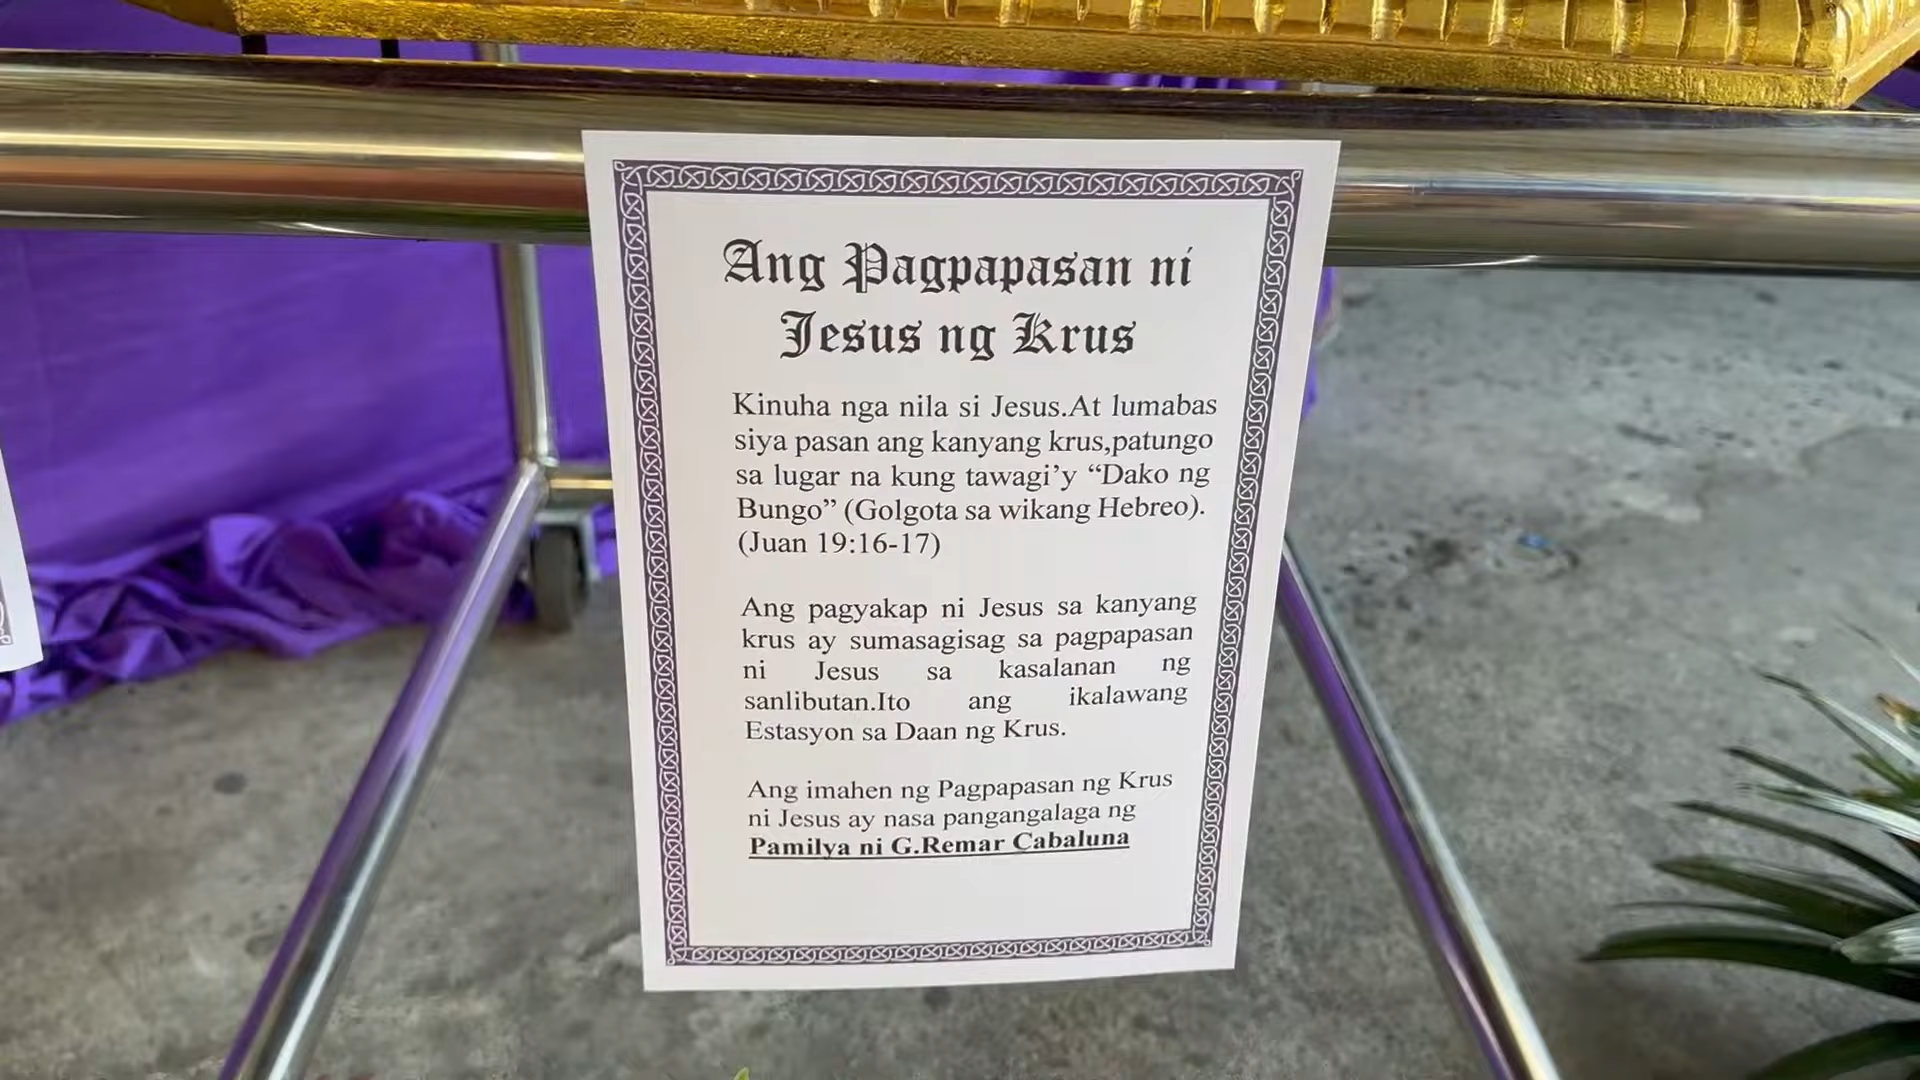 Ang Pagpapasan ni
Jesus ng Krus
Kinuha nga nila si Jesus.At lumabas
siya pasan ang kanyang krus,patungo
sa lugar na kung tawagi’y “Dako ng
Bungo” (Golgota sa wikang Hebreo).
(Juan 19:16-17)
Ang pagyakap ni Jesus sa kanyang
krus ay sumasagisag sa pagpapasan
ni Jesus sa kasalanan ng
sanlibutan.Ito ang ikalawang
Estasyon sa Daan ng Krus.
Ang imahen ng Pagpapasan ng Krus
ni Jesus ay nasa pangangalaga ng
Pamilya ni G.Remar Cabaluna